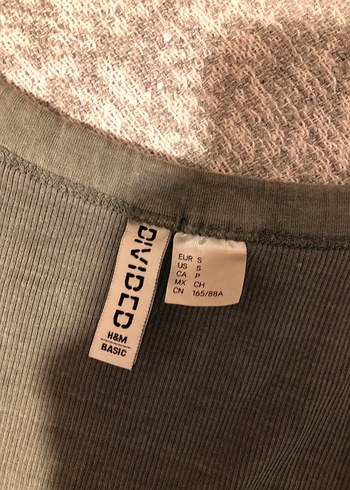 DIVIDED
H&M
BASIC
EUR S
US S
CA P
MX CH
CN 165/88A